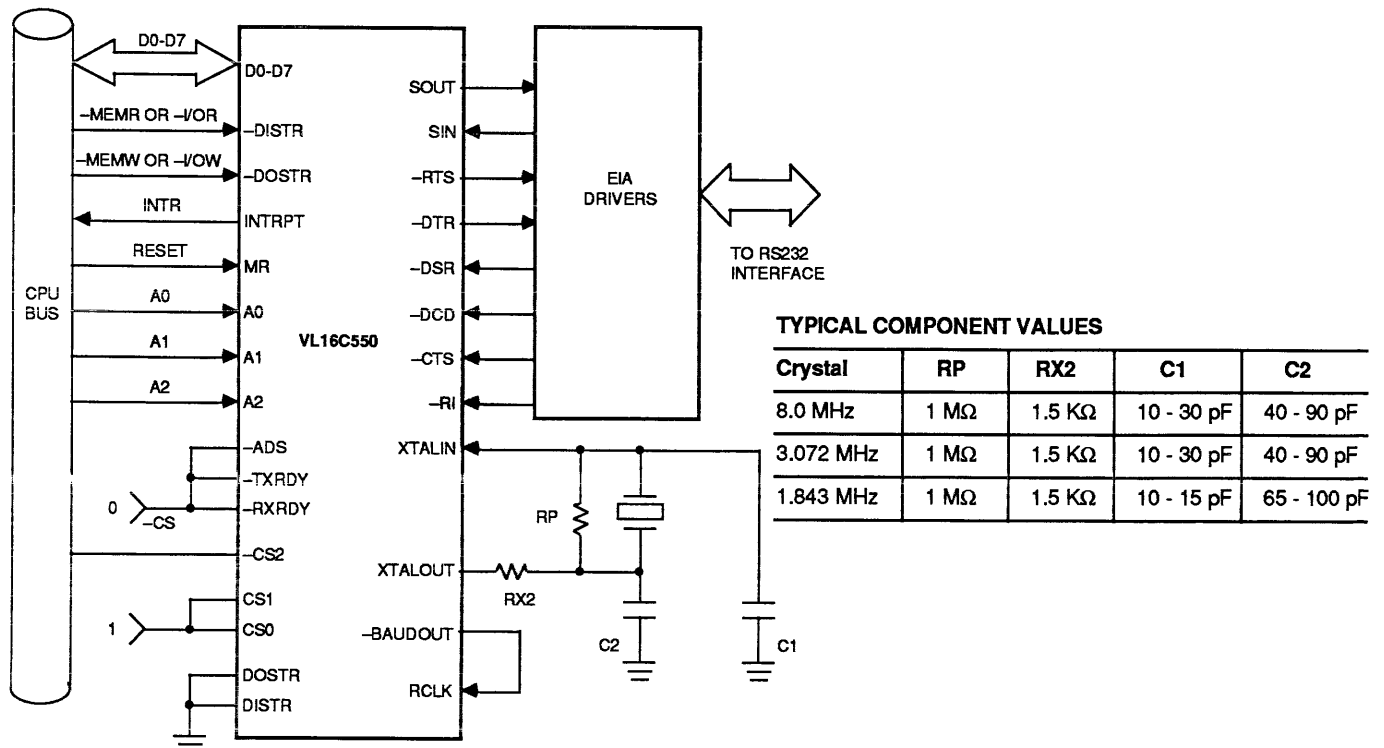 D0-D7
–MEMR OR –I/OR
–MEMW OR –I/OW
INTR
RESET
A0
A1
A2
CPU
BUS
0
–CS
1
D0-D7
–DISTR
–DOSTR
INTRPT
MR
A0
A1
A2
–ADS
–TXRDY
–RXRDY
–CS2
CS1
CS0
DOSTR
DISTR
VL16C550
SOUT
SIN
–RTS
–DTR
–DSR
–DCD
–CTS
–RI
XTALIN
XTALOUT
–BAUDOUT
RCLK
EIA
DRIVERS
TO RS232
INTERFACE
RP
RX2
C2
C1
TYPICAL COMPONENT VALUES
Crystal RP RX2 C1 C2
8.0 MHz 1 MΩ 1.5 KΩ 10 - 30 pF 40 - 90 pF
3.072 MHz 1 MΩ 1.5 KΩ 10 - 30 pF 40 - 90 pF
1.843 MHz 1 MΩ 1.5 KΩ 10 - 15 pF 65 - 100 pF